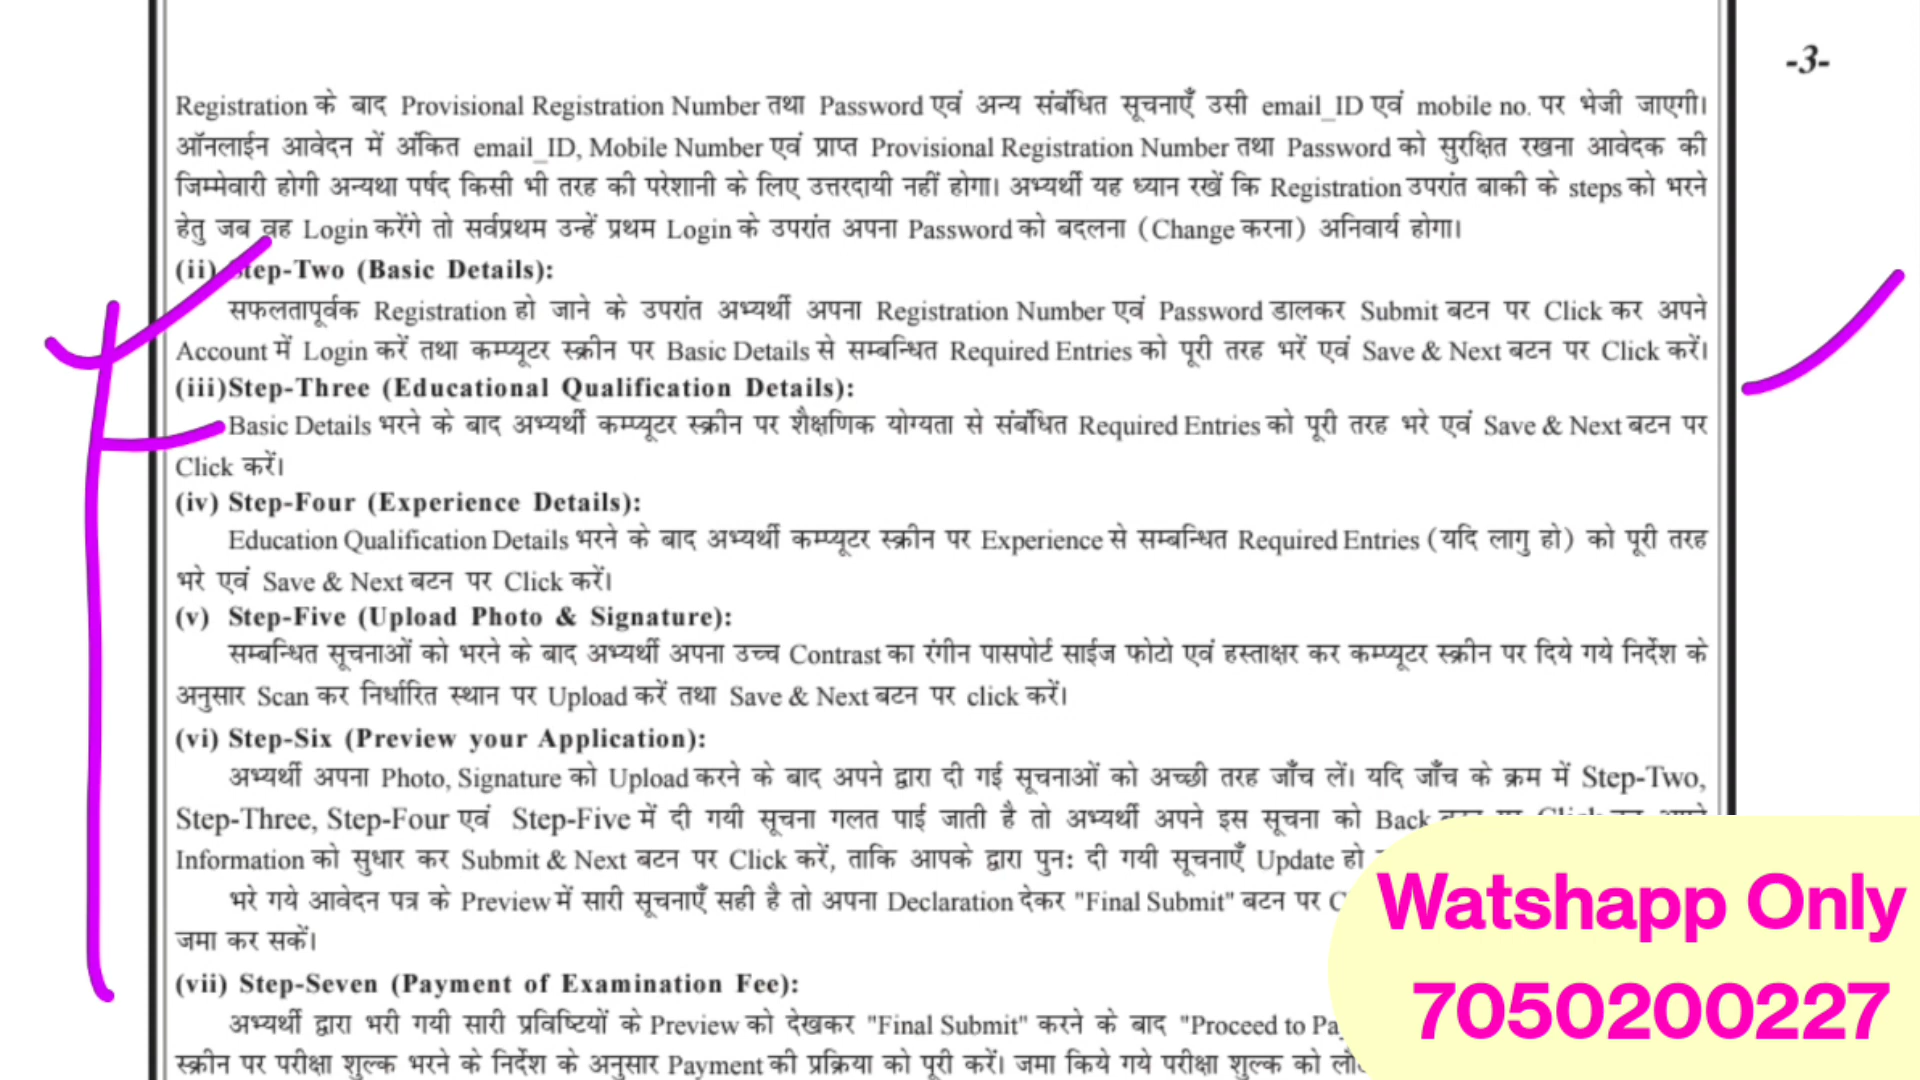 -3-
Registration के बाद Provisional Registration Number तथा Password एवं अन्य संबंधित सूचनाएँ उसी email_ID एवं mobile no. पर भेजी जाएगी।
ऑनलाईन आवेदन में अंकित email_ID, Mobile Number एवं प्राप्त Provisional Registration Number तथा Password को सुरक्षित रखना आवेदक की
जिम्मेवारी होगी अन्यथा पर्षद किसी भी तरह की परेशानी के लिए उत्तरदायी नहीं होगा। अभ्यर्थी यह ध्यान रखें कि Registration उपरांत बाकी के steps को भरने
हेतु जब वह Login करेंगे तो सर्वप्रथम उन्हें प्रथम Login के उपरांत अपना Password को बदलना (Change करना) अनिवार्य होगा।
(ii) Step-Two (Basic Details):
सफलतापूर्वक Registration हो जाने के उपरांत अभ्यर्थी अपना Registration Number एवं Password डालकर Submit बटन पर Click कर अपने
Account में Login करें तथा कम्प्यूटर स्क्रीन पर Basic Details से सम्बन्धित Required Entries को पूरी तरह भरें एवं Save & Next बटन पर Click करें।
(iii)Step-Three (Educational Qualification Details):
Basic Details भरने के बाद अभ्यर्थी कम्प्यूटर स्क्रीन पर शैक्षणिक योग्यता से संबंधित Required Entries को पूरी तरह भरे एवं Save & Next बटन पर
Click करें।
(iv) Step-Four (Experience Details):
Education Qualification Details भरने के बाद अभ्यर्थी कम्प्यूटर स्क्रीन पर Experience से सम्बन्धित Required Entries (यदि लागु हो) को पूरी तरह
भरे एवं Save & Next बटन पर Click करें।
(v) Step-Five (Upload Photo & Signature):
सम्बन्धित सूचनाओं को भरने के बाद अभ्यर्थी अपना उच्च Contrast का रंगीन पासपोर्ट साईज फोटो एवं हस्ताक्षर कर कम्प्यूटर स्क्रीन पर दिये गये निर्देश के
अनुसार Scan कर निर्धारित स्थान पर Upload करें तथा Save & Next बटन पर click करें।
(vi) Step-Six (Preview your Application):
अभ्यर्थी अपना Photo, Signature को Upload करने के बाद अपने द्वारा दी गई सूचनाओं को अच्छी तरह जाँच लें। यदि जाँच के क्रम में Step-Two,
Step-Three, Step-Four एवं Step-Five में दी गयी सूचना गलत पाई जाती है तो अभ्यर्थी अपने इस सूचना को Back
Information को सुधार कर Submit & Next बटन पर Click करें, ताकि आपके द्वारा पुन: दी गयी सूचनाएँ Update हो
भरे गये आवेदन पत्र के Preview में सारी सूचनाएँ सही है तो अपना Declaration देकर "Final Submit" बटन पर
जमा कर सकें।
(vii) Step-Seven (Payment of Examination Fee):
अभ्यर्थी द्वारा भरी गयी सारी प्रविष्टियों के Preview को देखकर "Final Submit" करने के बाद "Proceed to
स्क्रीन पर परीक्षा शुल्क भरने के निर्देश के अनुसार Payment की प्रक्रिया को पूरी करें। जमा किये गये परीक्षा शुल्क को
Watshapp Only
7050200227